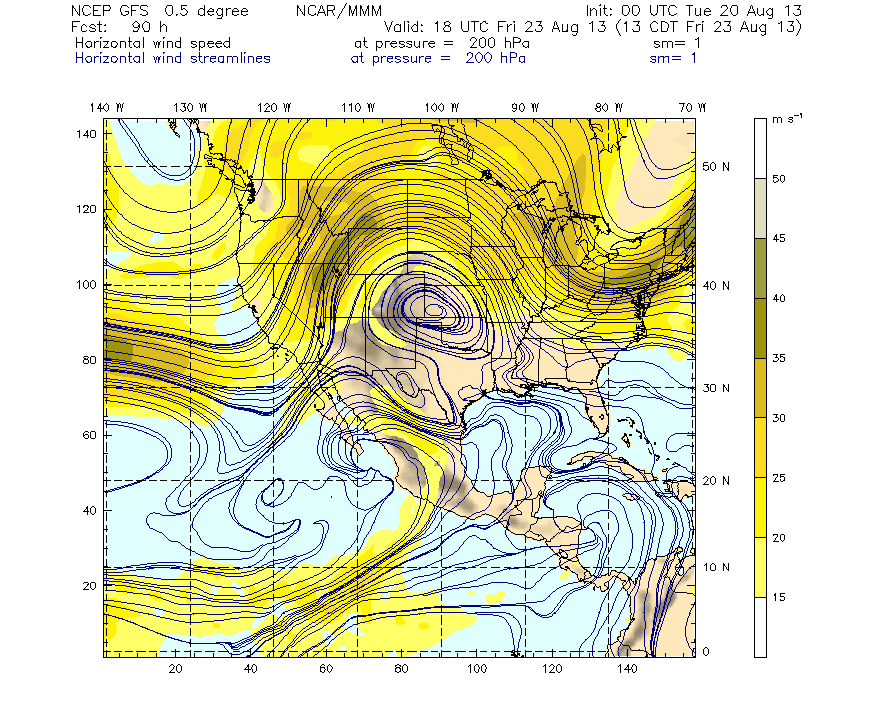 NCEP GFS 0.5 degree NCAR/MMM Init: 00 UTC Tue 20 Aug 13
Fcst: 90 h Valid: 18 UTC Fri 23 Aug 13 (13 CDT Fri 23 Aug 13)
Horizontal wind speed at pressure = 200 hPa sm= 1
Horizontal wind streamlines at pressure = 200 hPa sm= 1
140 W 130 W 120 W 110 W 100 W 90 W 80 W 70 W
m s⁻¹
140
50 N
50
120
45
100
40 N
40
80
35
30 N
60
30
25
40
20 N
20
20
10 N
15
0
20 40 60 80 100 120 140